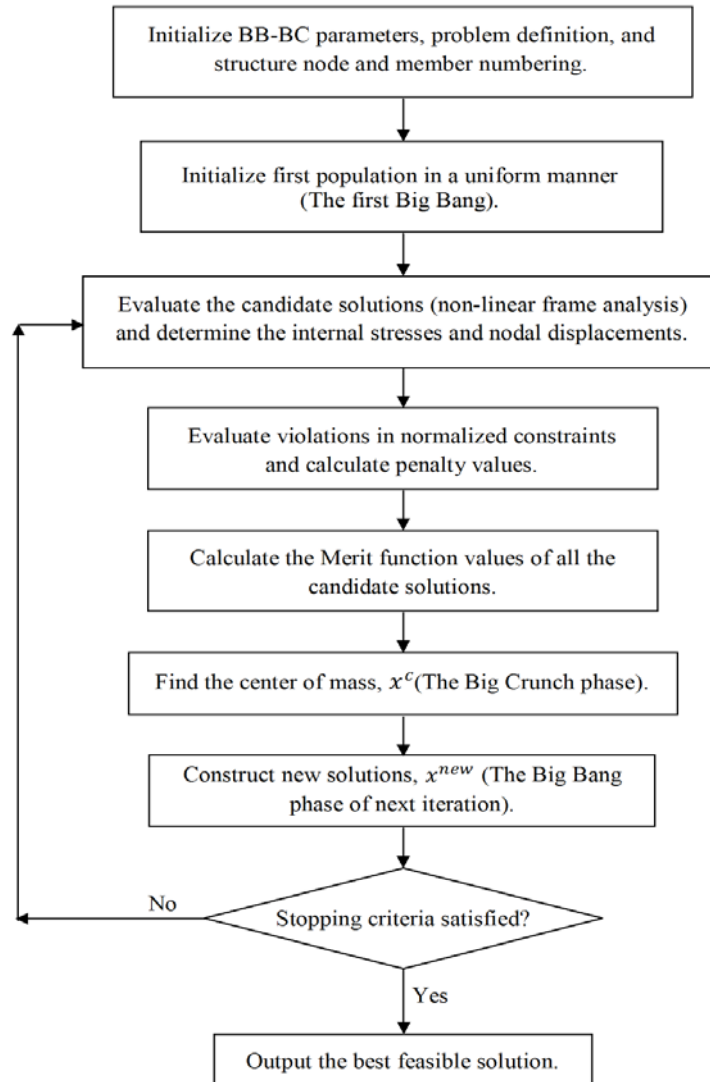 Initialize BB-BC parameters, problem definition, and
structure node and member numbering.
Initialize first population in a uniform manner
(The first Big Bang).
Evaluate the candidate solutions (non-linear frame analysis)
and determine the internal stresses and nodal displacements.
Evaluate violations in normalized constraints
and calculate penalty values.
Calculate the Merit function values of all the
candidate solutions.
Find the center of mass, x^c(The Big Crunch phase).
Construct new solutions, x^new (The Big Bang
phase of next iteration).
No
Stopping criteria satisfied?
Yes
Output the best feasible solution.